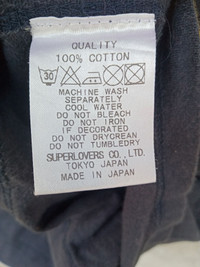 QUALITY
100% COTTON
30
MACHINE WASH
SEPARATELY
COOL WATER
DO NOT BLEACH
DO NOT IRON
IF DECORATED
DO NOT DRYCREAN
DO NOT TUMBLEDRY
SUPERLOVERS CO., LTD.
TOKYO JAPAN
MADE IN JAPAN